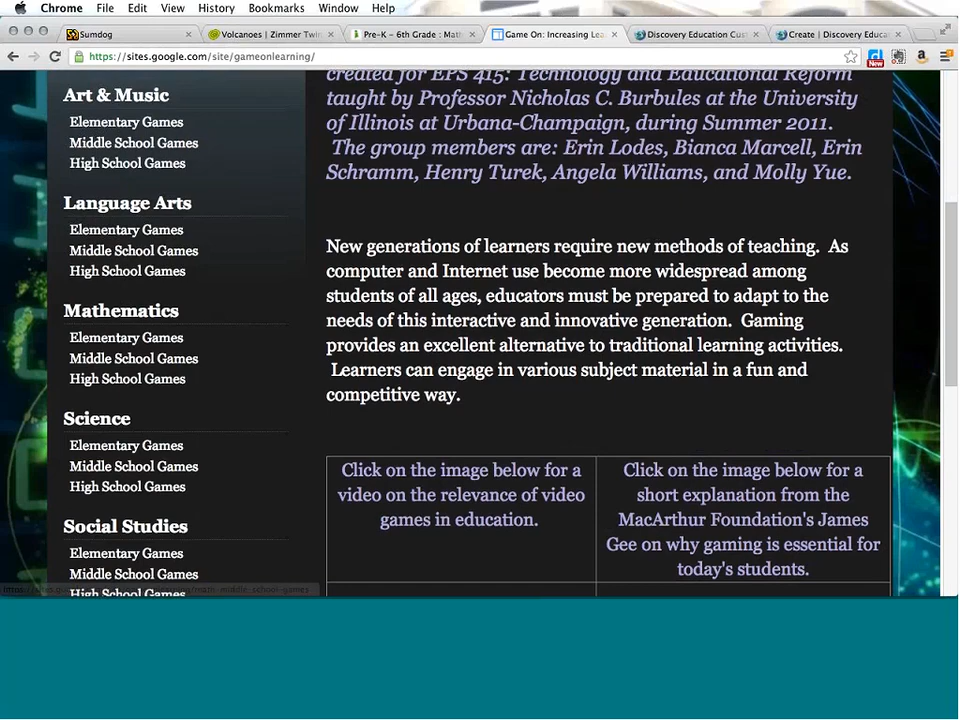 Chrome File Edit View History Bookmarks Window Help
Sumdog
Volcanoes | Zimmer Twin
Pre-K – 6th Grade : Math
Game On: Increasing Lea
Discovery Education Cus
Create | Discovery Educa
https://sites.google.com/site/gameonlearning/
New
Art & Music
Elementary Games
Middle School Games
High School Games
Language Arts
Elementary Games
Middle School Games
High School Games
Mathematics
Elementary Games
Middle School Games
High School Games
Science
Elementary Games
Middle School Games
High School Games
Social Studies
Elementary Games
Middle School Games
High School Games
created for EPS 415: Technology and Educational Reform
taught by Professor Nicholas C. Burbules at the University
of Illinois at Urbana-Champaign, during Summer 2011.
The group members are: Erin Lodes, Bianca Marcell, Erin
Schramm, Henry Turek, Angela Williams, and Molly Yue.
New generations of learners require new methods of teaching. As
computer and Internet use become more widespread among
students of all ages, educators must be prepared to adapt to the
needs of this interactive and innovative generation. Gaming
provides an excellent alternative to traditional learning activities.
Learners can engage in various subject material in a fun and
competitive way.
Click on the image below for a
video on the relevance of video
games in education.
Click on the image below for a
short explanation from the
MacArthur Foundation's James
Gee on why gaming is essential for
today's students.